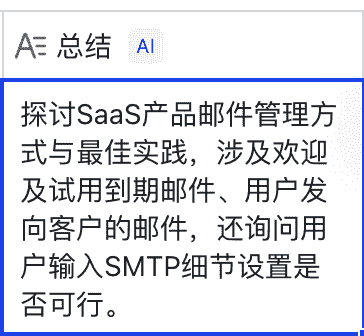 总结 AI
探讨SaaS产品邮件管理方
式与最佳实践，涉及欢迎
及试用到期邮件、用户发
向客户的邮件，还询问用
户输入SMTP细节设置是
否可行。